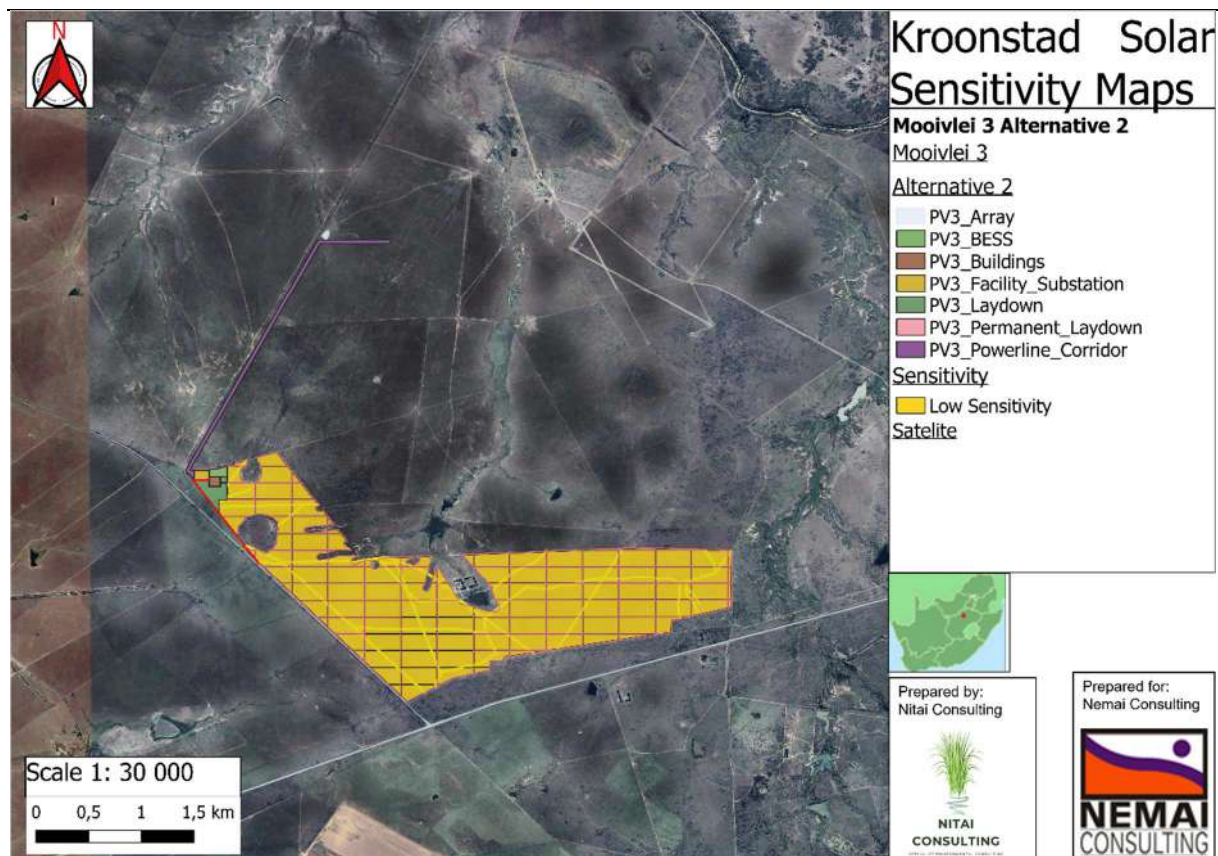 N
Kroonstad Solar
Sensitivity Maps
Mooivlei 3 Alternative 2
Mooivlei 3
Alternative 2
PV3_Array
PV3_BESS
PV3_Buildings
PV3_Facility_Substation
PV3_Laydown
PV3_Permanent_Laydown
PV3_Powerline_Corridor
Sensitivity
Low Sensitivity
Satelite
Scale 1: 30 000
0 0,5 1 1,5 km
Prepared by:
Nitai Consulting
NITAI
CONSULTING
Prepared for:
Nemai Consulting
NEMAI
CONSULTING